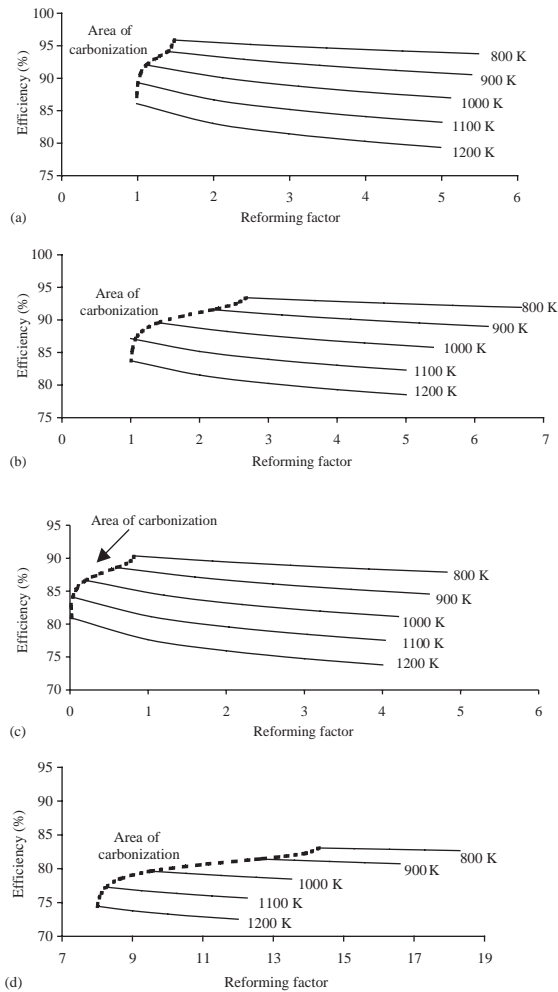 100
95
90
85
80
75
Efficiency (%)
Area of
carbonization
800 K
900 K
1000 K
1100 K
1200 K
0 1 2 3 4 5 6
(a)
Reforming factor
100
95
90
85
80
75
Efficiency (%)
Area of
carbonization
800 K
900 K
1000 K
1100 K
1200 K
0 1 2 3 4 5 6 7
(b)
Reforming factor
Area of carbonization
95
90
85
80
75
70
Efficiency (%)
800 K
900 K
1000 K
1100 K
1200 K
0 1 2 3 4 5 6
(c)
Reforming factor
95
90
85
80
75
70
Efficiency (%)
Area of
carbonization
800 K
900 K
1000 K
1100 K
1200 K
7 9 11 13 15 17 19
(d)
Reforming factor